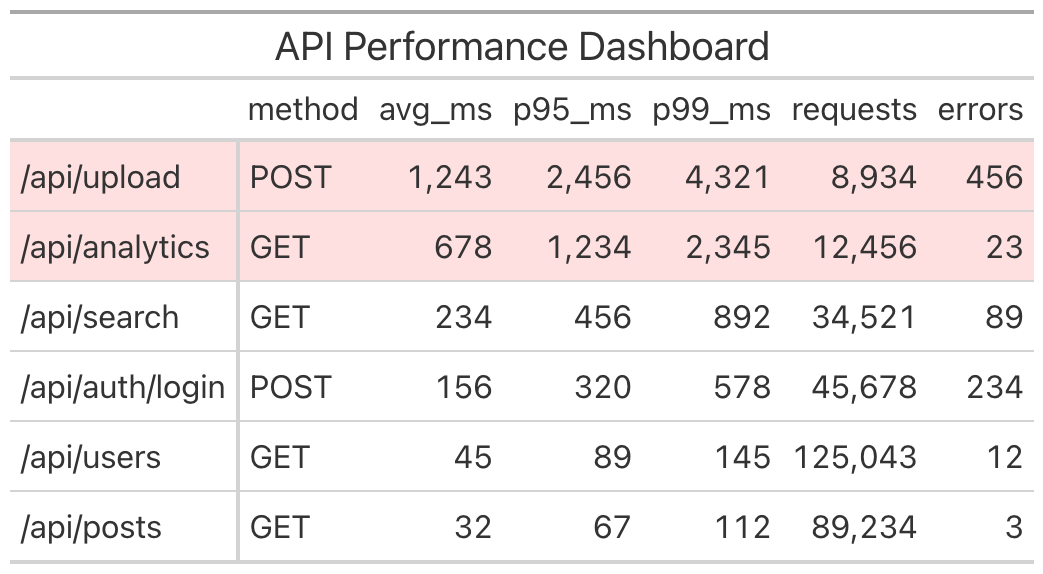 API Performance Dashboard
method avg_ms p95_ms p99_ms requests errors
/api/upload POST 1,243 2,456 4,321 8,934 456
/api/analytics GET 678 1,234 2,345 12,456 23
/api/search GET 234 456 892 34,521 89
/api/auth/login POST 156 320 578 45,678 234
/api/users GET 45 89 145 125,043 12
/api/posts GET 32 67 112 89,234 3